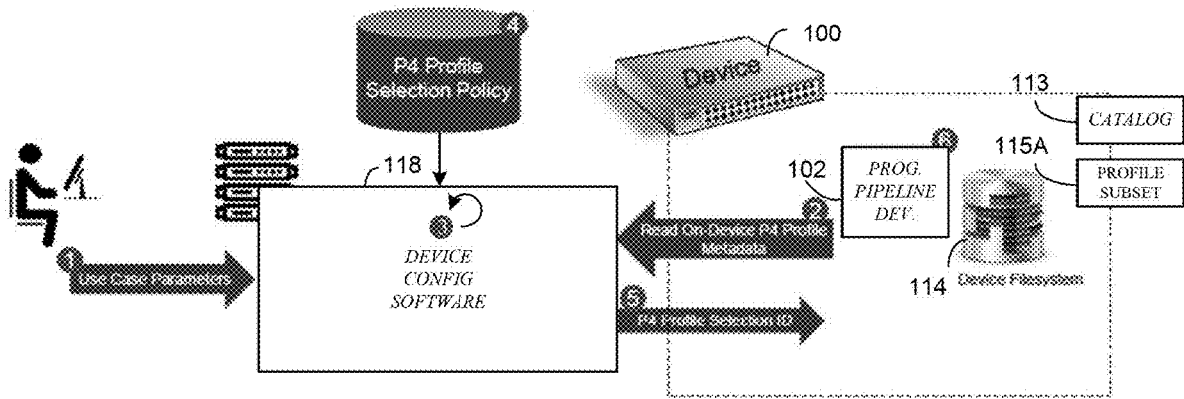 4
P4 Profile
Selection Policy
100
Device
113
CATALOG
115A
PROFILE
SUBSET
118
102
6
PROG.
PIPELINE
DEV.
3
DEVICE
CONFIG
SOFTWARE
2
Read On Device P4 Profile
Metadata
1
Use Case Parameters
114
Device Filesystem
5
P4 Profile Selection ID